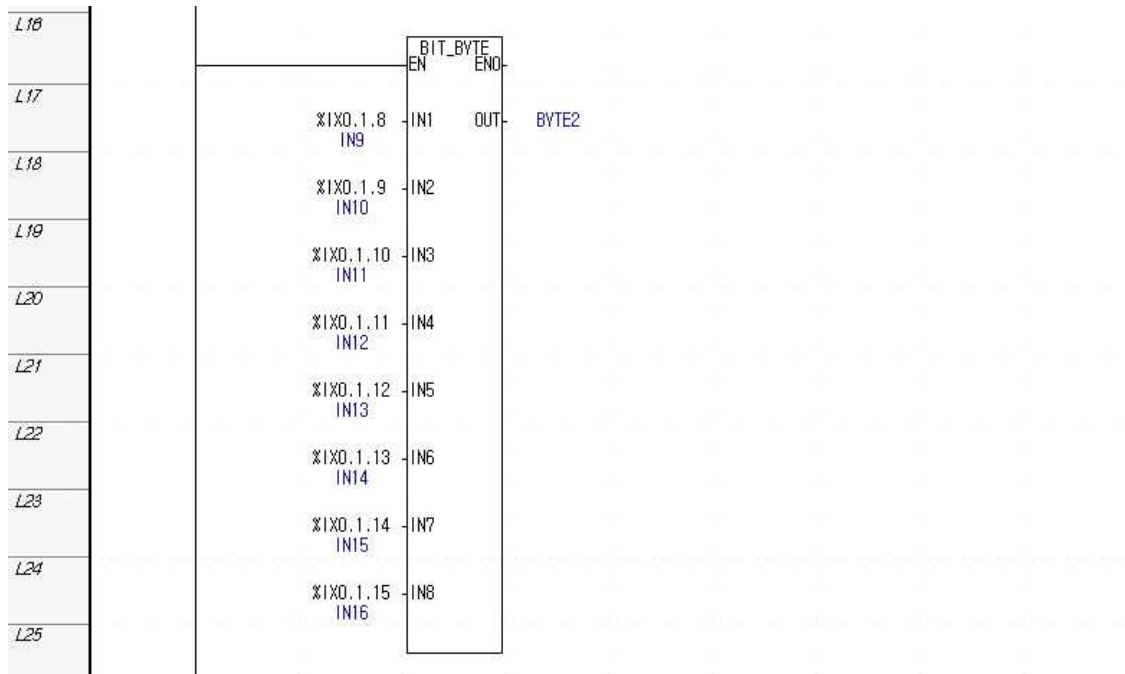 L16
BIT_BYTE
EN ENO
L17
%IX0.1.8 IN1 OUT BYTE2
IN9
L18
%IX0.1.9 IN2
IN10
L19
%IX0.1.10 IN3
IN11
L20
%IX0.1.11 IN4
IN12
L21
%IX0.1.12 IN5
IN13
L22
%IX0.1.13 IN6
IN14
L23
%IX0.1.14 IN7
IN15
L24
%IX0.1.15 IN8
IN16
L25